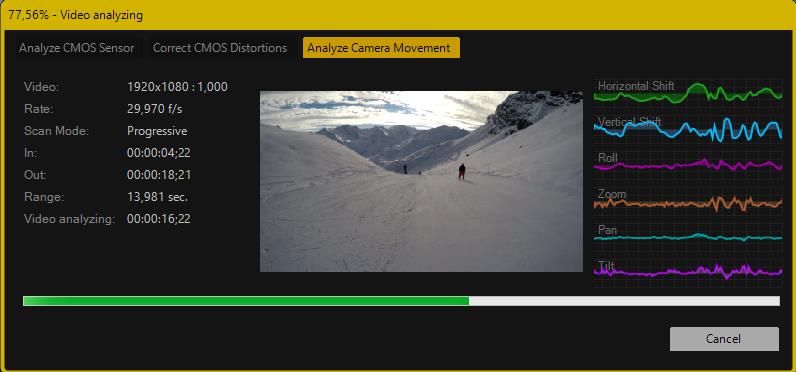 77,56% - Video analyzing
Analyze CMOS Sensor Correct CMOS Distortions Analyze Camera Movement
Video: 1920x1080 : 1,000
Rate: 29,970 f/s
Scan Mode: Progressive
In: 00:00:04;22
Out: 00:00:18;21
Range: 13,981 sec.
Video analyzing: 00:00:16;22
Horizontal Shift
Vertical Shift
Roll
Zoom
Pan
Tilt
Cancel